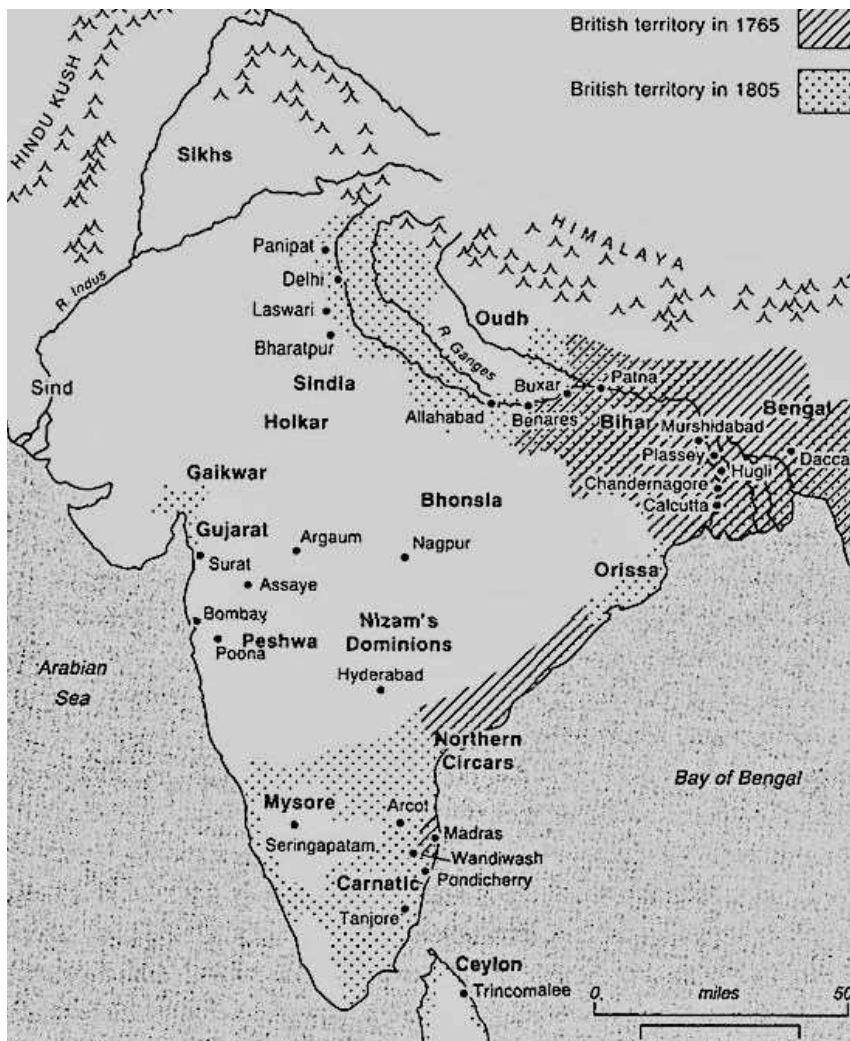 British territory in 1765
British territory in 1805
HINDU KUSH
Sikhs
HIMALAYA
Panipat
Delhi
R. Indus
Laswari
Oudh
R Ganges
Bharatpur
Sindia
Buxar
Patna
Sind
Allahabad
Benares
Bihar
Bengal
Holkar
Murshidabad
Plassey
Dacca
Hugli
Gaikwar
Chandernagore
Bhonsla
Calcutta
Gujarat
Argaum
Nagpur
Surat
Orissa
Assaye
Bombay
Nizam's
Dominions
Peshwa
Poona
Arabian
Sea
Hyderabad
Northern
Circars
Bay of Bengal
Mysore
Arcot
Seringapatam
Madras
Wandiwash
Carnatic
Pondicherry
Tanjore
Ceylon
Trincomalee
0
miles
50